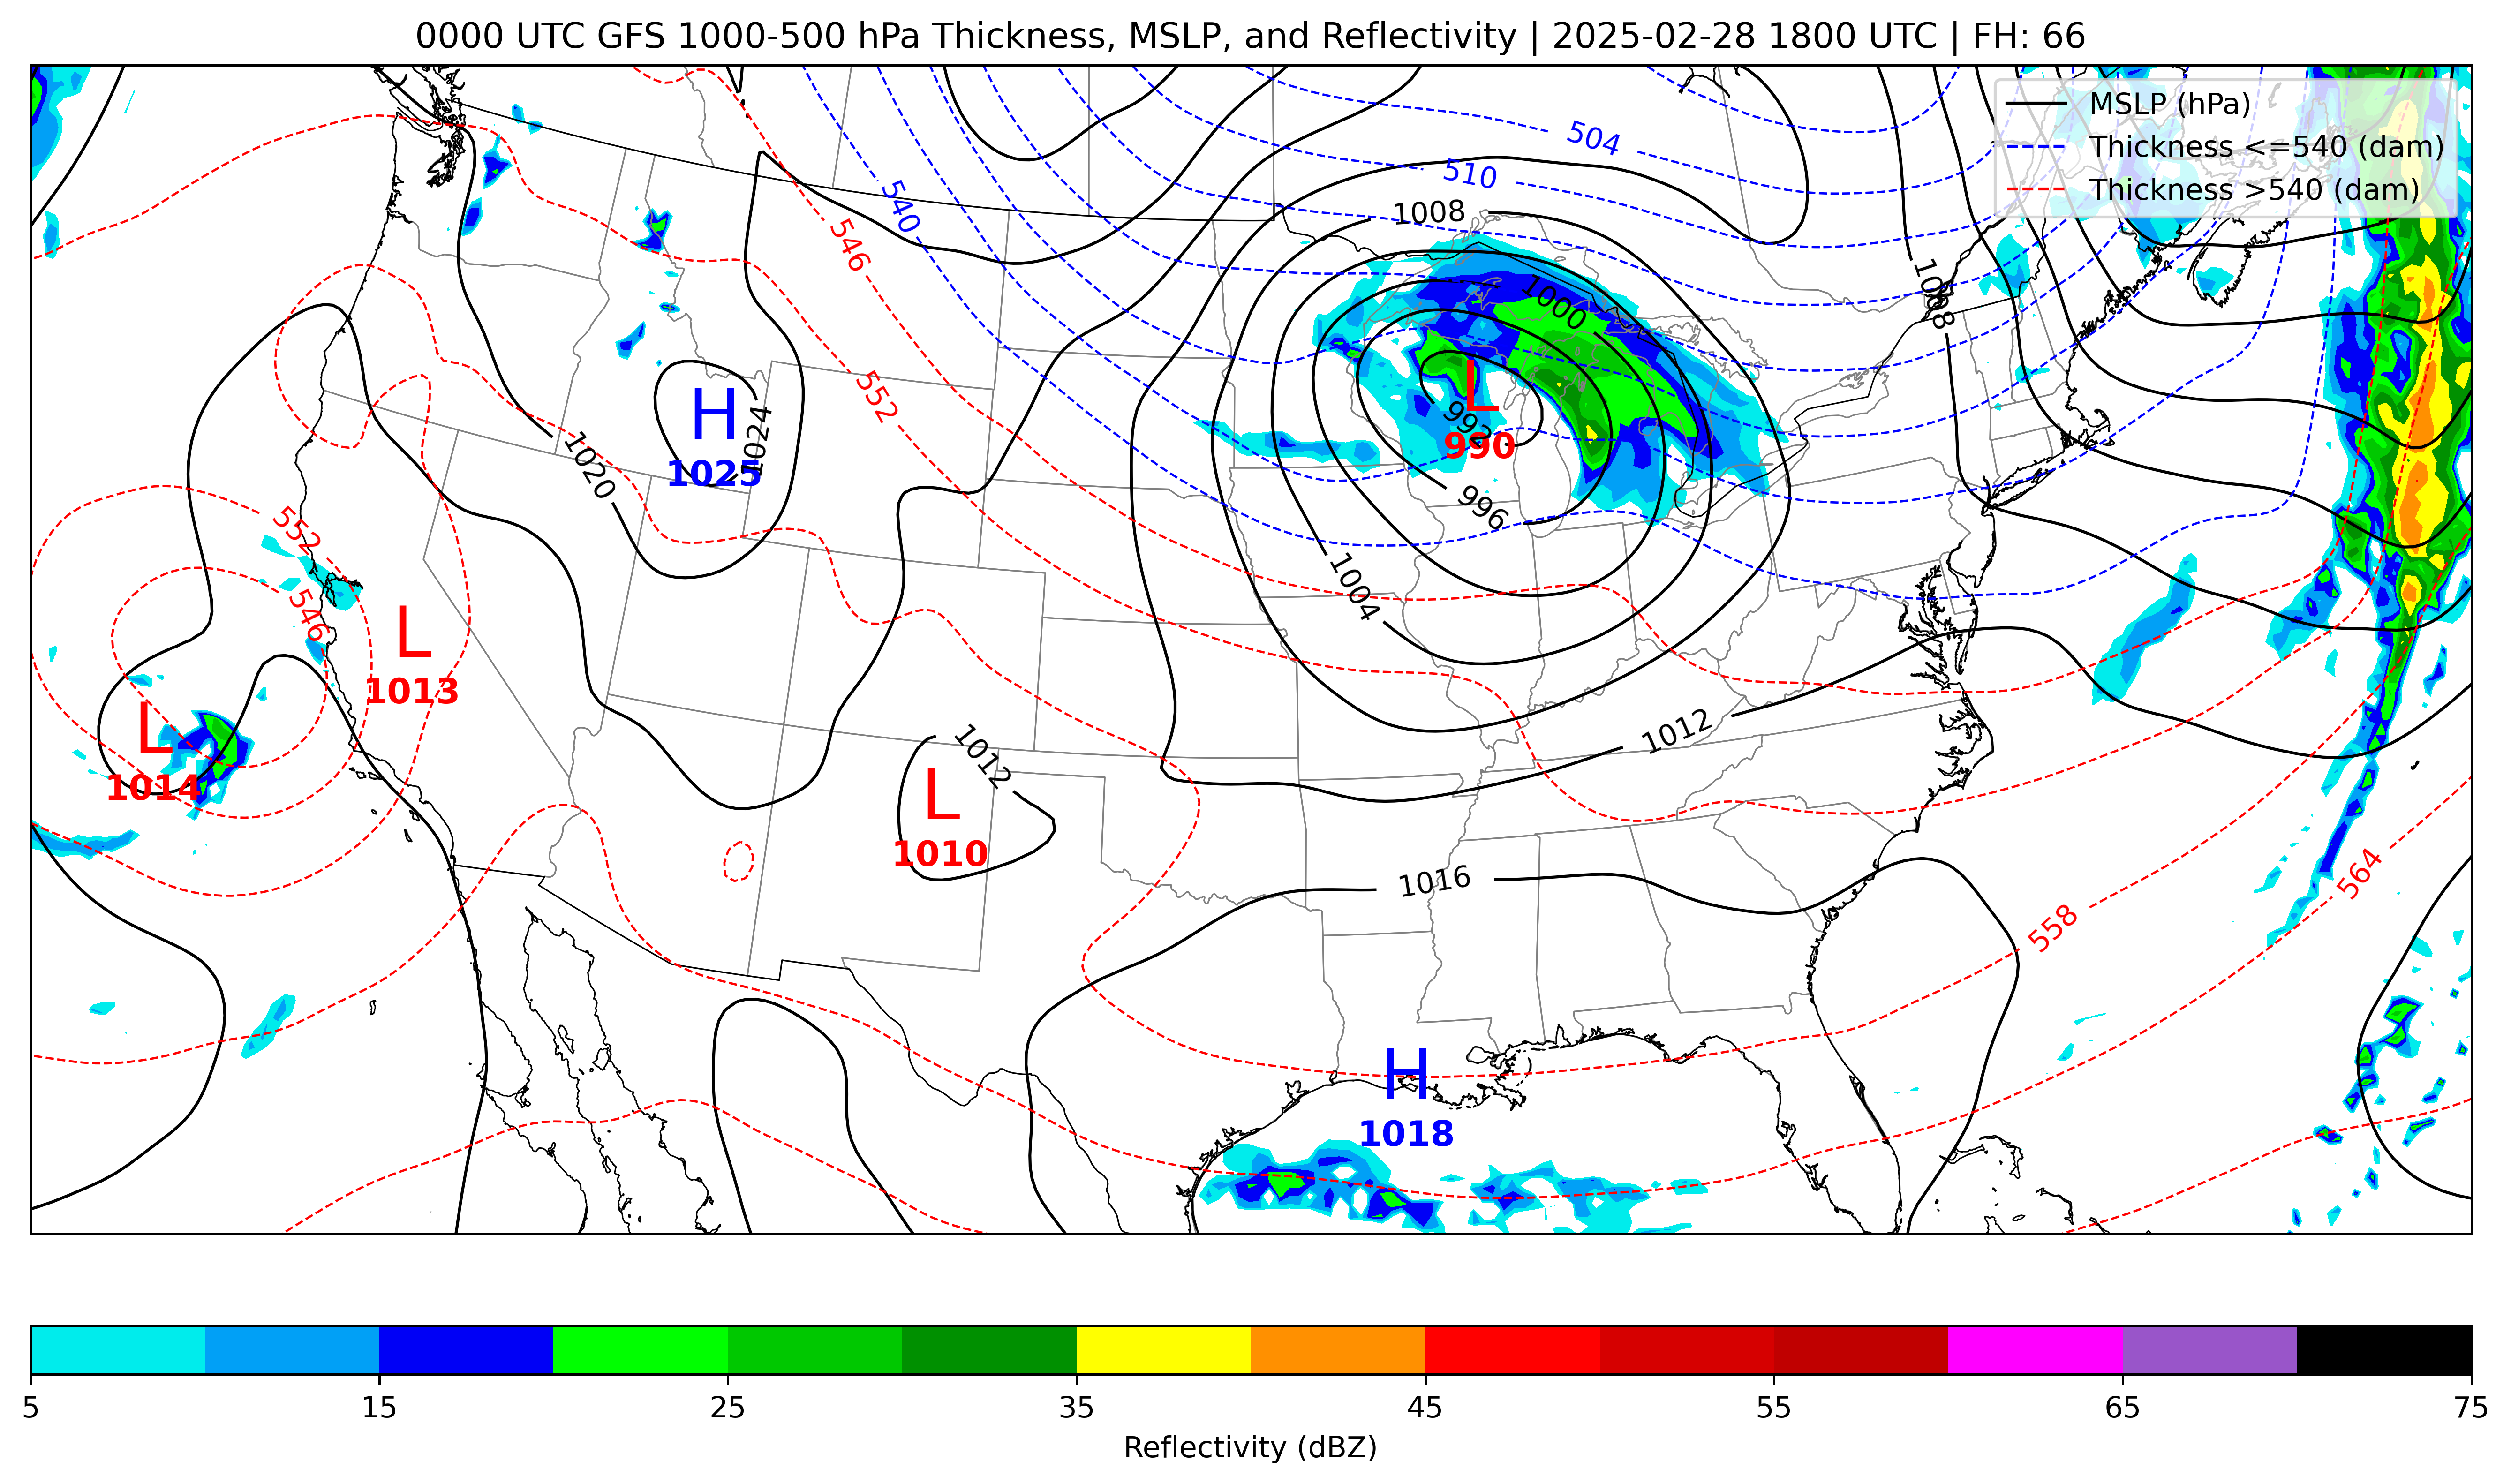 0000 UTC GFS 1000-500 hPa Thickness, MSLP, and Reflectivity | 2025-02-28 1800 UTC | FH: 66
MSLP (hPa)
Thickness <=540 (dam)
Thickness >540 (dam)
504
510
540
546
1008
1008
1000
552
H
1025
1024
L
990
992
1020
996
552
1004
546
L
1013
L
1014
1012
1012
L
1010
1016
564
558
H
1018
5 15 25 35 45 55 65 75
Reflectivity (dBZ)